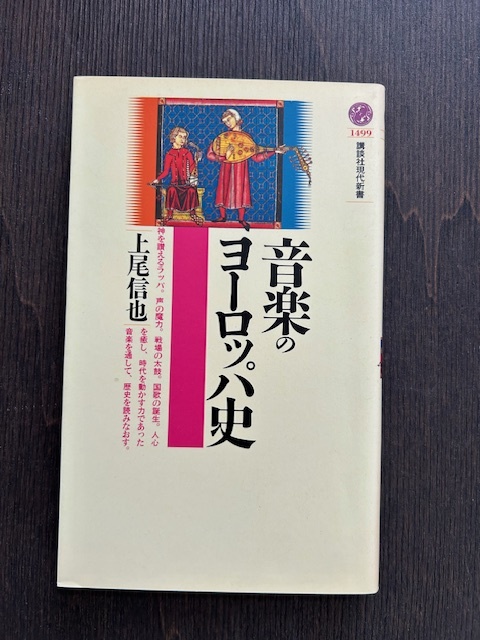 1499
講談社現代新書
音楽の
ヨーロッパ史
上尾信也
神を讃えるラッパ。声の魔力。戦場の太鼓。国歌の誕生。人心
を癒し、時代を動かす力であった
音楽を通して、歴史を読みなおす。